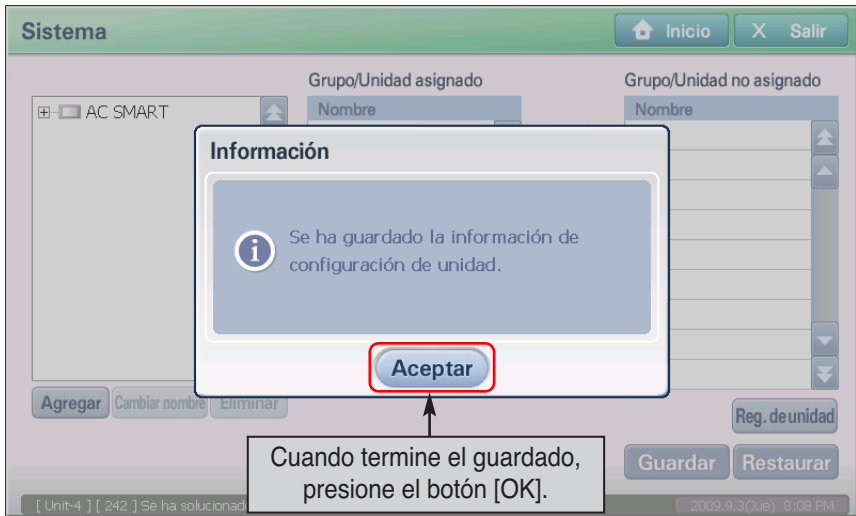 Sistema
Inicio
X Salir
Grupo/Unidad asignado
Grupo/Unidad no asignado
AC SMART
Nombre
Nombre
Información
Se ha guardado la información de
configuración de unidad.
Aceptar
Agregar
Cambiar nombre
Eliminar
Reg. de unidad
Cuando termine el guardado,
presione el botón [OK].
Guardar
Restaurar
[ Unit-4 ] [ 242 ] Se ha solucionad
2009.9.3(Jue) 8:08 PM